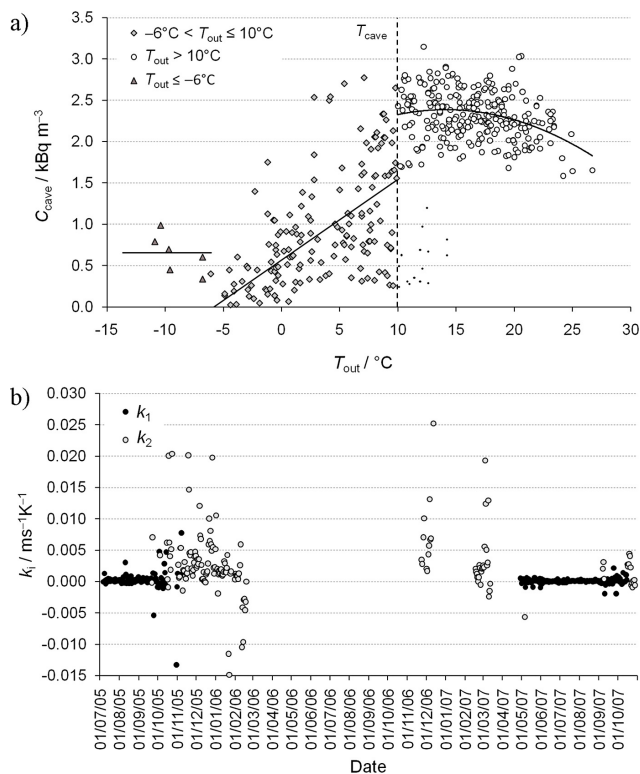 a)
3.5
3.0
2.5
2.0
1.5
1.0
0.5
0.0
C_cave / kBq m⁻³
−6°C < T_out ≤ 10°C
T_out > 10°C
T_out ≤ −6°C
T_cave
-15 -10 -5 0 5 10 15 20 25 30
T_out / °C
b)
0.030
0.025
0.020
0.015
0.010
0.005
0.000
-0.005
-0.010
-0.015
k_i / ms⁻¹K⁻¹
k₁
k₂
01/07/05 01/08/05 01/09/05 01/10/05 01/11/05 01/12/05 01/01/06 01/02/06 01/03/06 01/04/06 01/05/06 01/06/06 01/07/06 01/08/06 01/09/06 01/10/06 01/11/06 01/12/06 01/01/07 01/02/07 01/03/07 01/04/07 01/05/07 01/06/07 01/07/07 01/08/07 01/09/07 01/10/07
Date